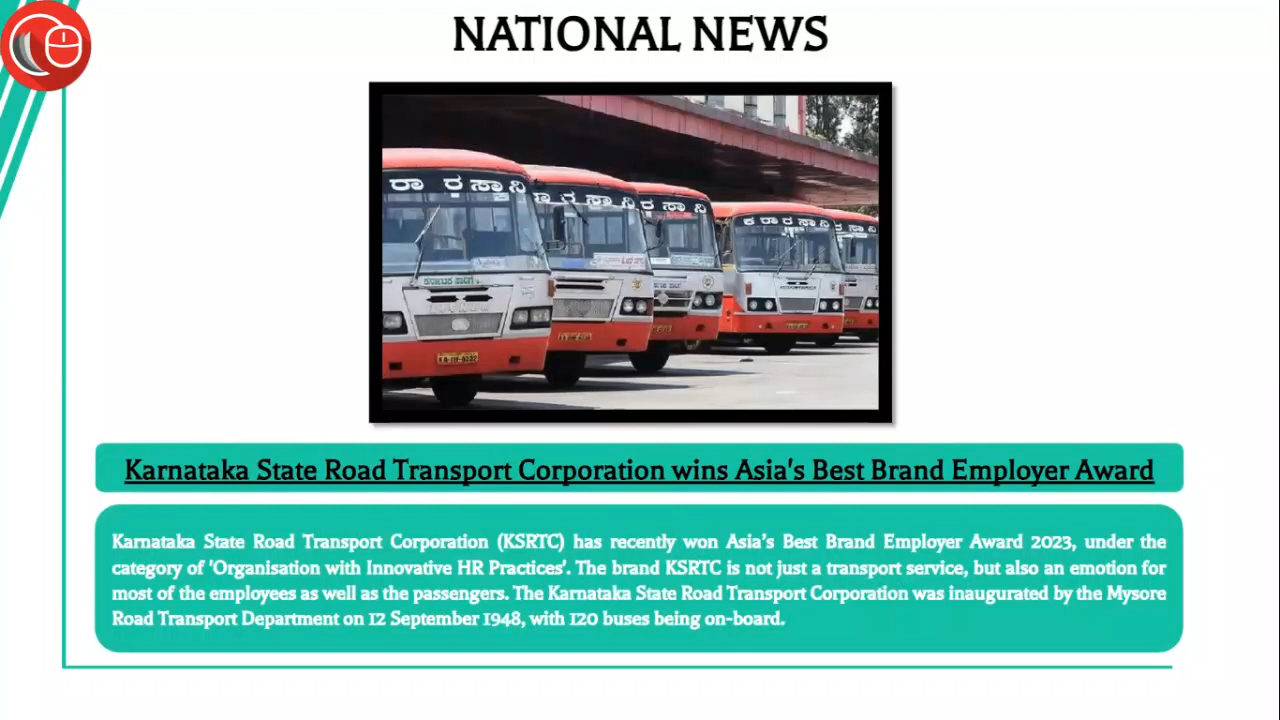 NATIONAL NEWS
ರಾ ರ ಸ್ಥಾ ನಿ
ರ ಸಾ ನಿ
ಕ ರಾ ರ ಸಾ ನಿ
Karnataka State Road Transport Corporation wins Asia's Best Brand Employer Award
Karnataka State Road Transport Corporation (KSRTC) has recently won Asia's Best Brand Employer Award 2023, under the
category of 'Organisation with Innovative HR Practices'. The brand KSRTC is not just a transport service, but also an emotion for
most of the employees as well as the passengers. The Karnataka State Road Transport Corporation was inaugurated by the Mysore
Road Transport Department on 12 September 1948, with 120 buses being on-board.